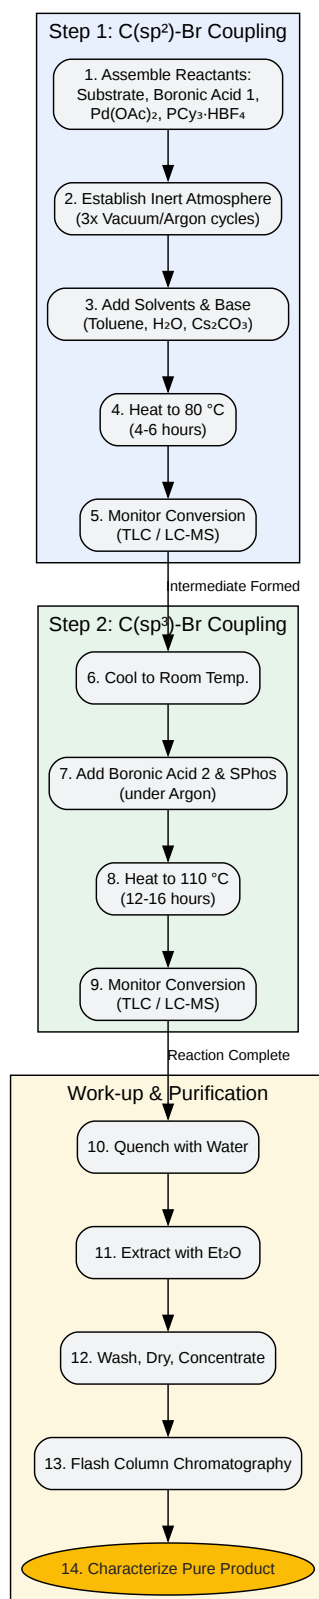 Step 1: C(sp²)-Br Coupling
1. Assemble Reactants:
Substrate, Boronic Acid 1,
Pd(OAc)₂, PCy₃·HBF₄
2. Establish Inert Atmosphere
(3x Vacuum/Argon cycles)
3. Add Solvents & Base
(Toluene, H₂O, Cs₂CO₃)
4. Heat to 80 °C
(4-6 hours)
5. Monitor Conversion
(TLC / LC-MS)
Intermediate Formed
Step 2: C(sp³)-Br Coupling
6. Cool to Room Temp.
7. Add Boronic Acid 2 & SPhos
(under Argon)
8. Heat to 110 °C
(12-16 hours)
9. Monitor Conversion
(TLC / LC-MS)
Reaction Complete
Work-up & Purification
10. Quench with Water
11. Extract with Et₂O
12. Wash, Dry, Concentrate
13. Flash Column Chromatography
14. Characterize Pure Product